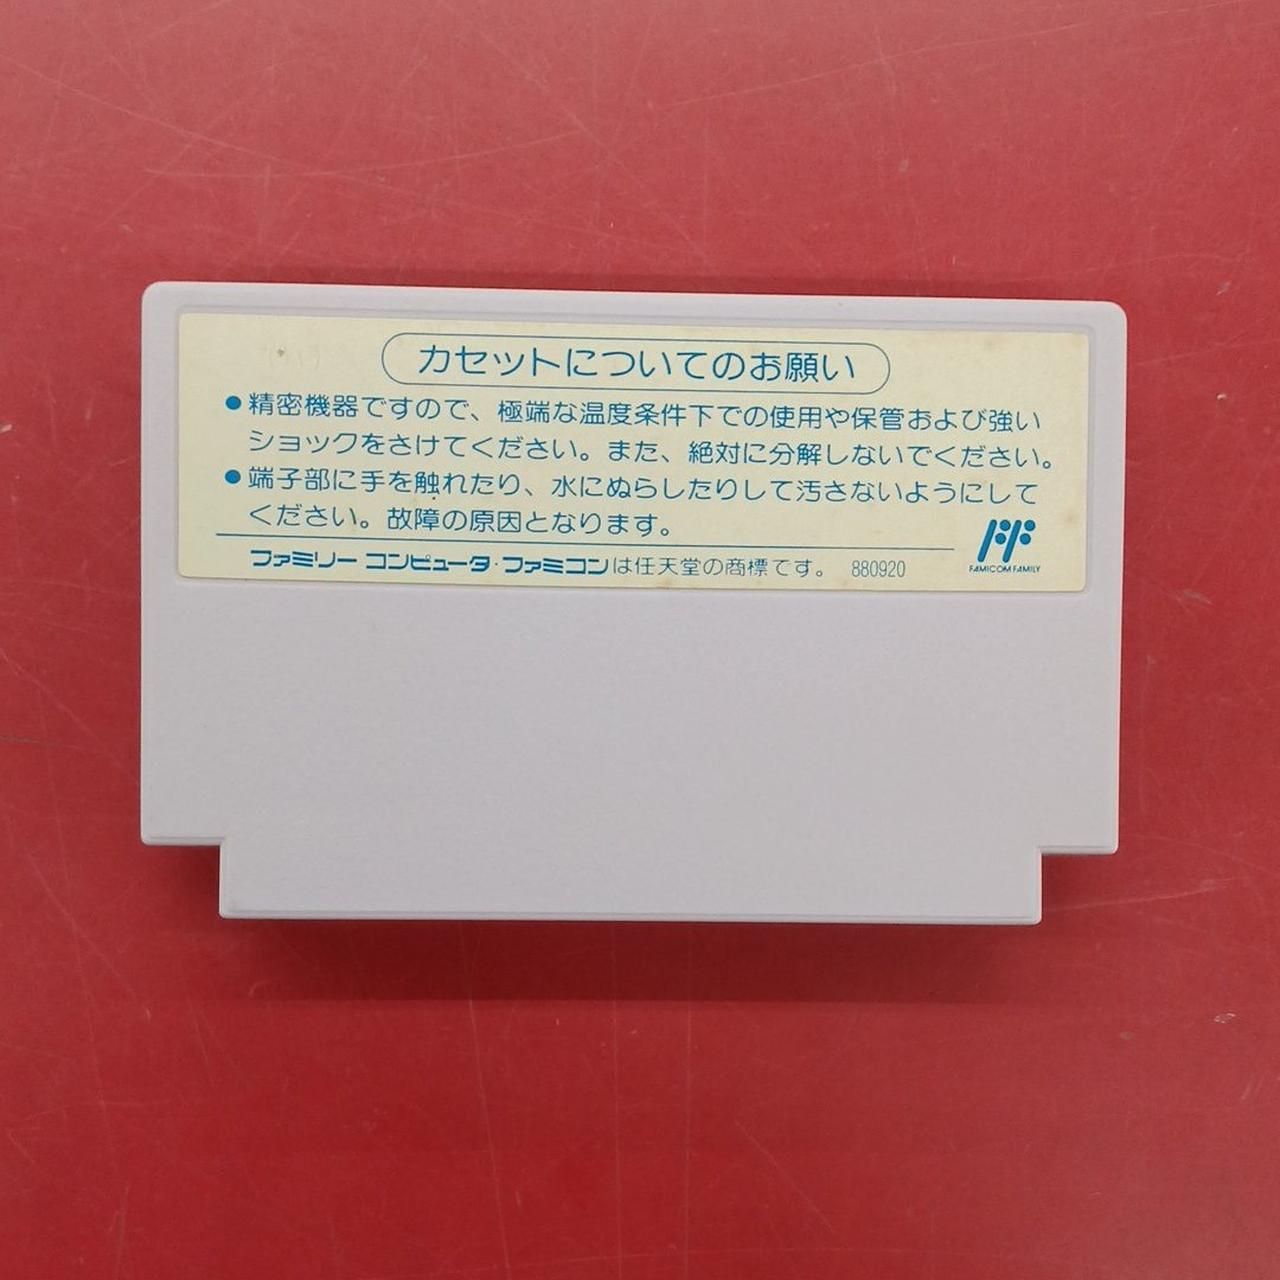 カセットについてのお願い
●精密機器ですので、極端な温度条件下での使用や保管および強い
ショックをさけてください。また、絶対に分解しないでください。
●端子部に手を触れたり、水にぬらしたりして汚さないようにして
ください。故障の原因となります。
ファミリー コンピュータ・ファミコンは任天堂の商標です。 880920
FAMICOM FAMILY